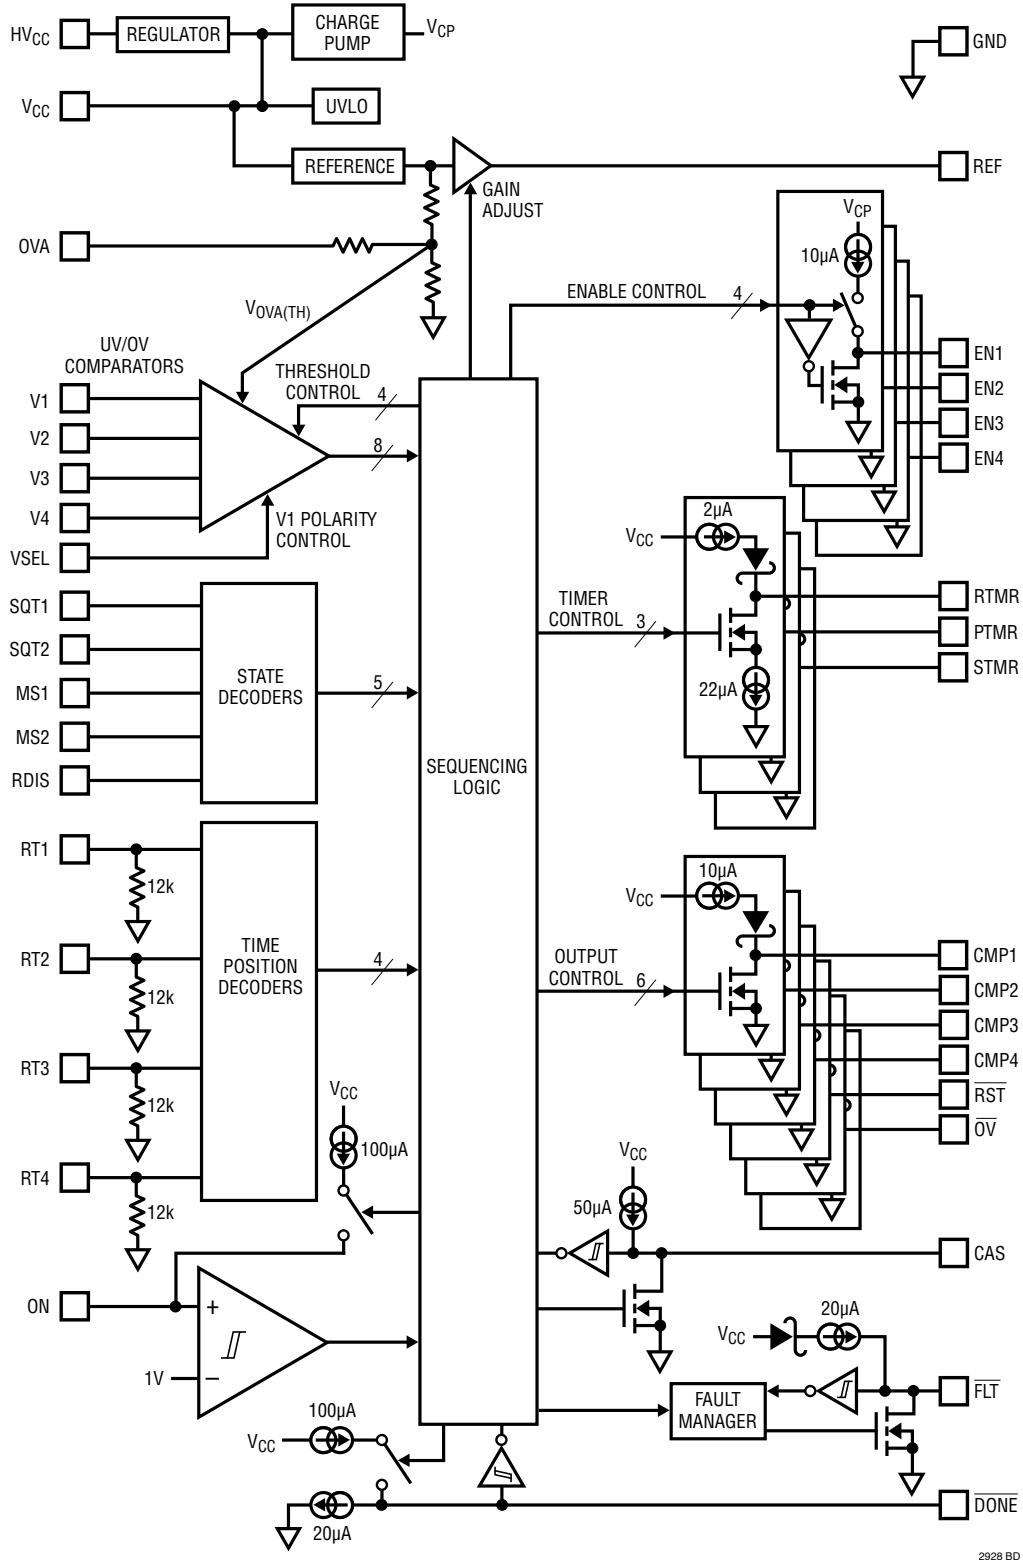 HVCC
REGULATOR
CHARGE
PUMP
VCP
GND
VCC
UVLO
REFERENCE
REF
GAIN
ADJUST
OVA
VCP
10µA
ENABLE CONTROL
4
VOVA(TH)
UV/OV
COMPARATORS
THRESHOLD
CONTROL
4
8
V1
V2
V3
V4
VSEL
V1 POLARITY
CONTROL
EN1
EN2
EN3
EN4
2µA
VCC
TIMER
CONTROL
3
22µA
RTMR
PTMR
STMR
SQT1
SQT2
MS1
MS2
RDIS
STATE
DECODERS
5
SEQUENCING
LOGIC
RT1
12k
RT2
12k
RT3
12k
RT4
12k
TIME
POSITION
DECODERS
4
10µA
VCC
OUTPUT
CONTROL
6
CMP1
CMP2
CMP3
CMP4
RST
OV
VCC
100µA
VCC
50µA
CAS
ON
+
1V
–
VCC
20µA
FLT
FAULT
MANAGER
100µA
VCC
20µA
DONE
2928 BD